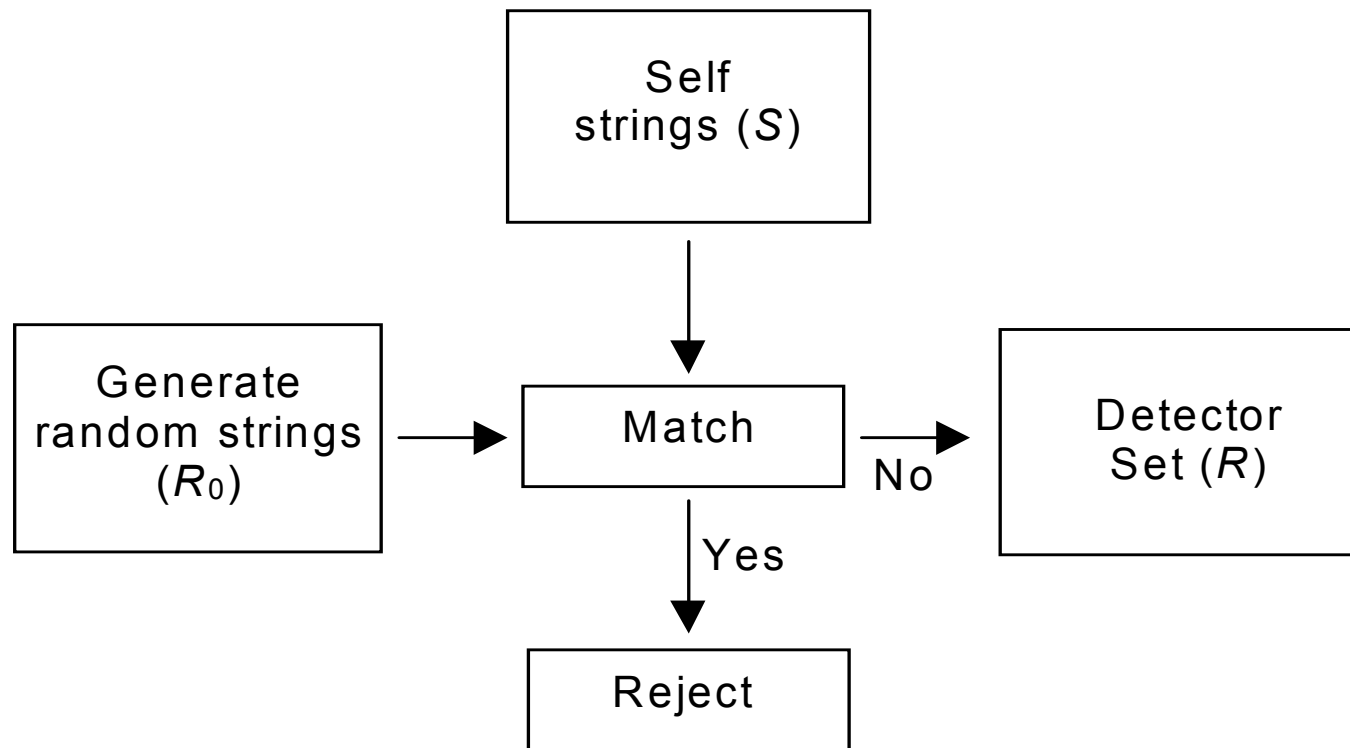 Self
strings (S)
Generate
random strings
(R0)
Match
No
Detector
Set (R)
Yes
Reject